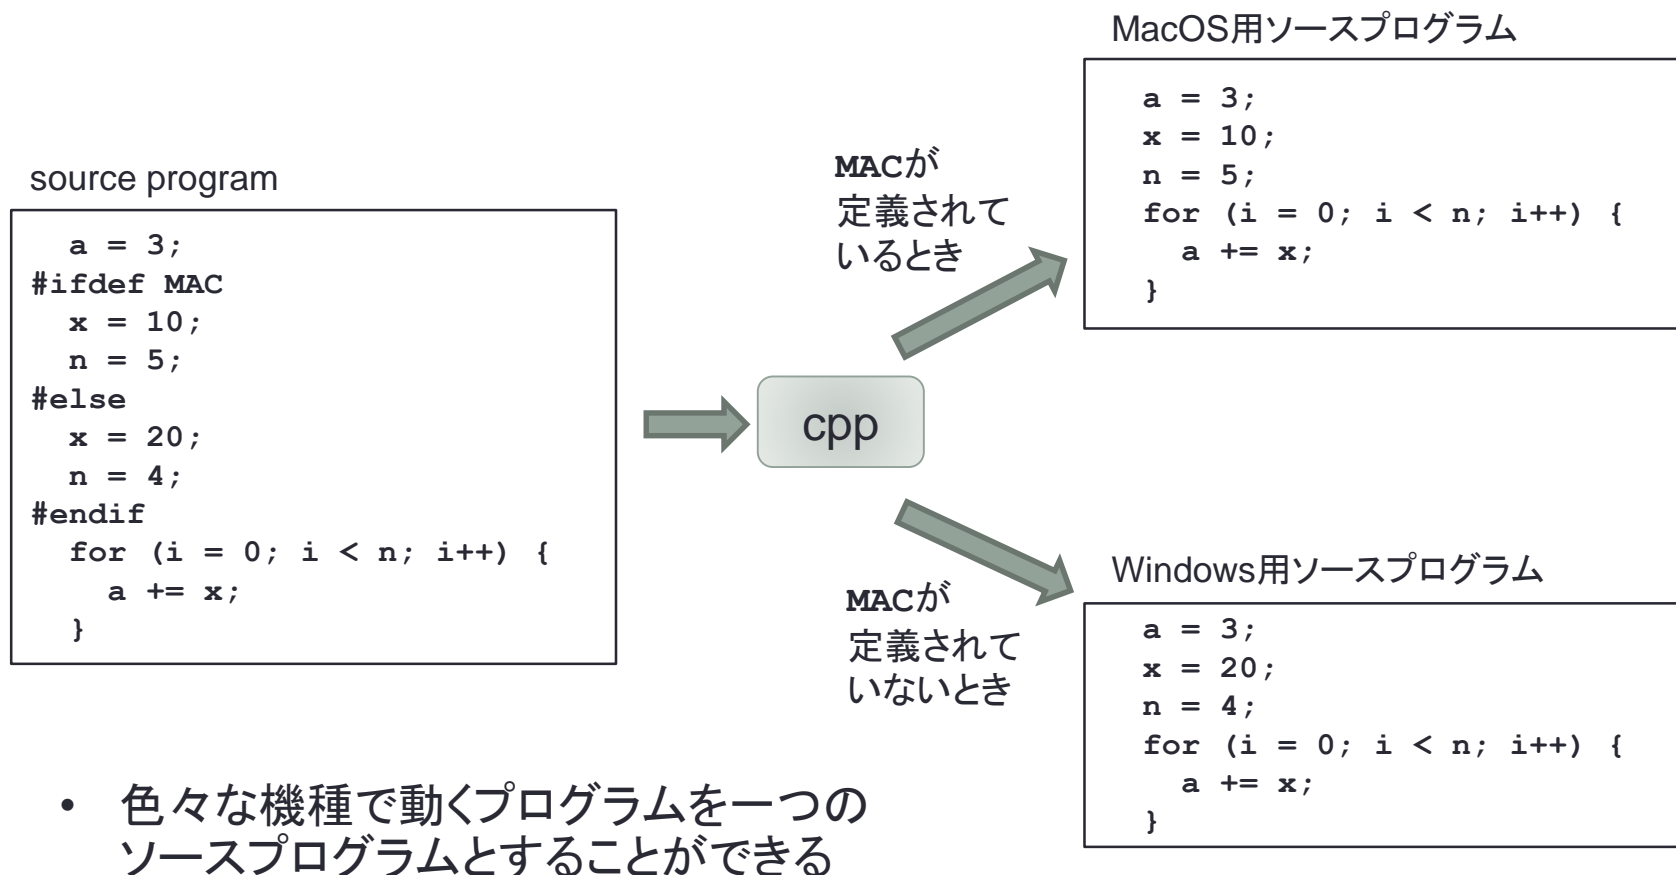 source program
  a = 3;
#ifdef MAC
  x = 10;
  n = 5;
#else
  x = 20;
  n = 4;
#endif
  for (i = 0; i < n; i++) {
    a += x;
  }
cpp
MACが
定義されて
いるとき
MacOS用ソースプログラム
a = 3;
x = 10;
n = 5;
for (i = 0; i < n; i++) {
  a += x;
}
MACが
定義されて
いないとき
Windows用ソースプログラム
a = 3;
x = 20;
n = 4;
for (i = 0; i < n; i++) {
  a += x;
}
• 色々な機種で動くプログラムを一つの
ソースプログラムとすることができる